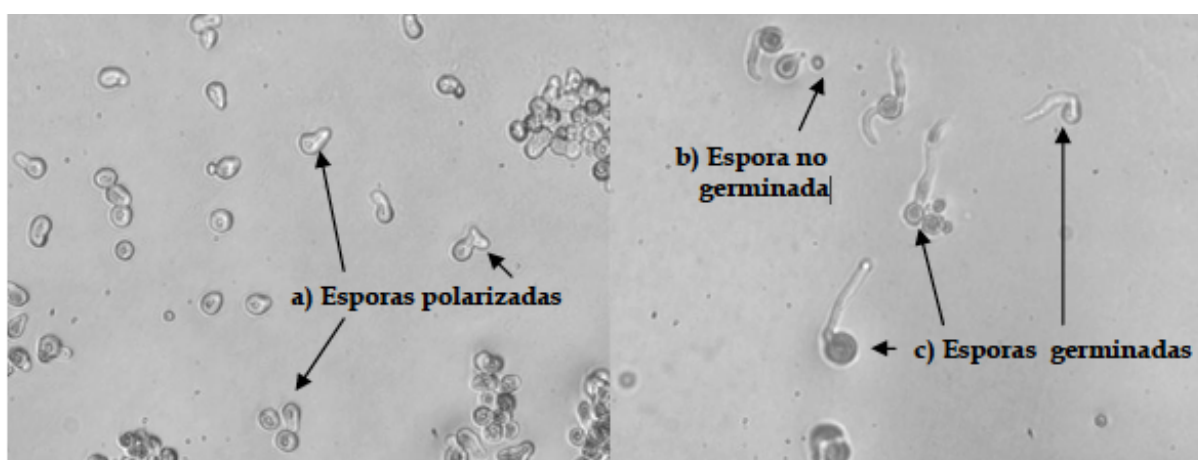 a) Esporas polarizadas
b) Espora no
germinada
c) Esporas germinadas